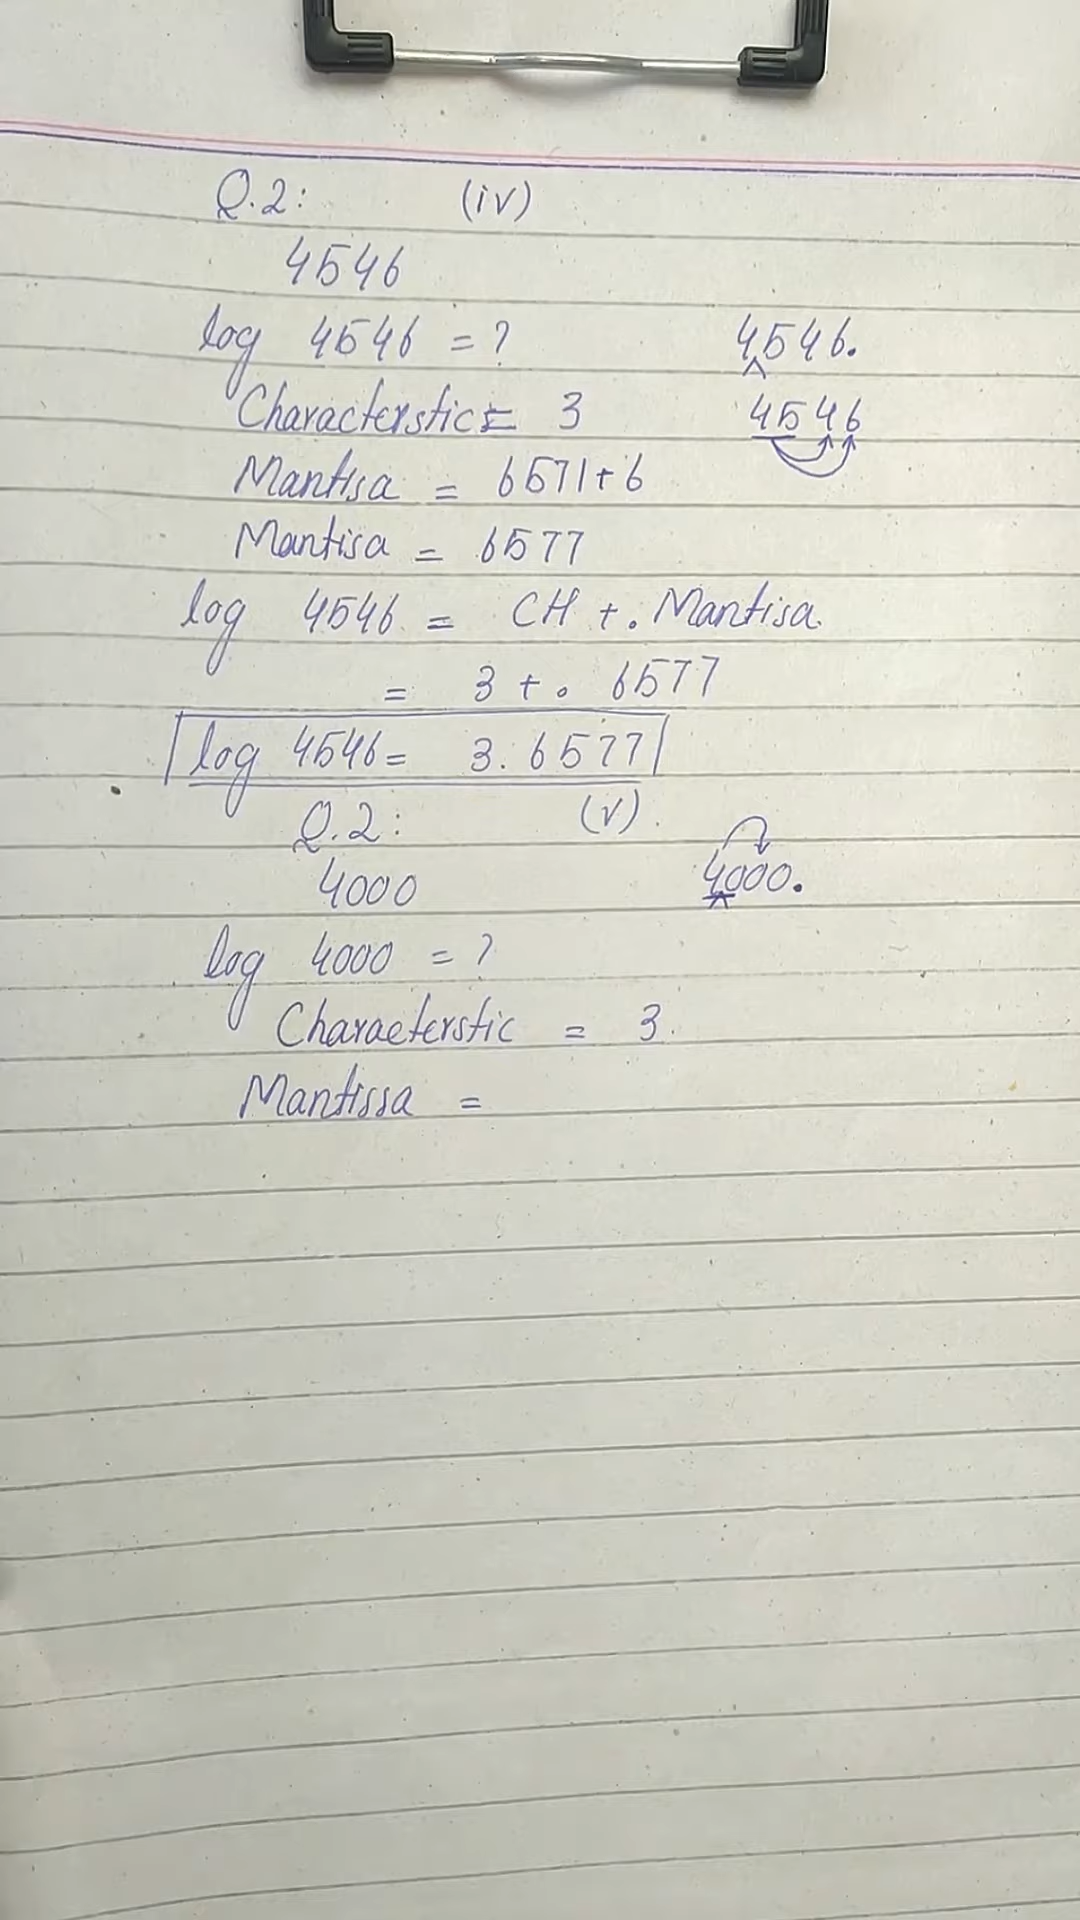 Q.2: (iv)
4546
log 4546 = ? 4546.
Characterstic = 3 4546
Mantisa = 6571+6
Mantisa = 6577
log 4546 = CH + . Mantisa.
= 3 + . 6577
log 4546 = 3.6577
Q.2: (v).
4000 4000.
log 4000 = ?
Characterstic = 3.
Mantissa =